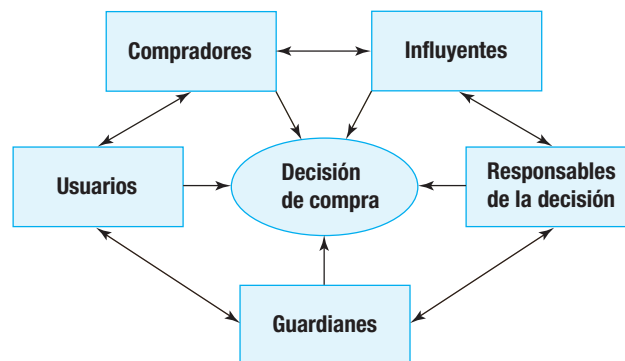 Compradores
Influyentes
Usuarios
Decisión
de compra
Responsables
de la decisión
Guardianes